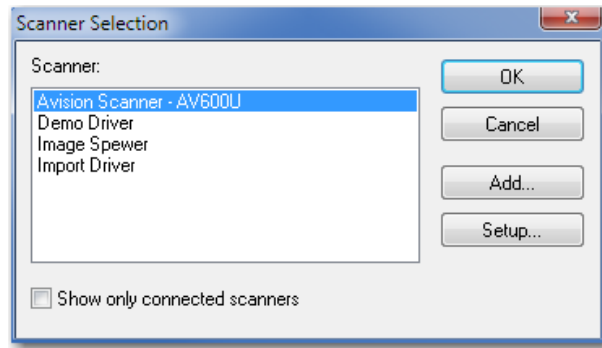 Scanner Selection
Scanner:
Avision Scanner - AV600U
Demo Driver
Image Spewer
Import Driver
Show only connected scanners
OK
Cancel
Add...
Setup...